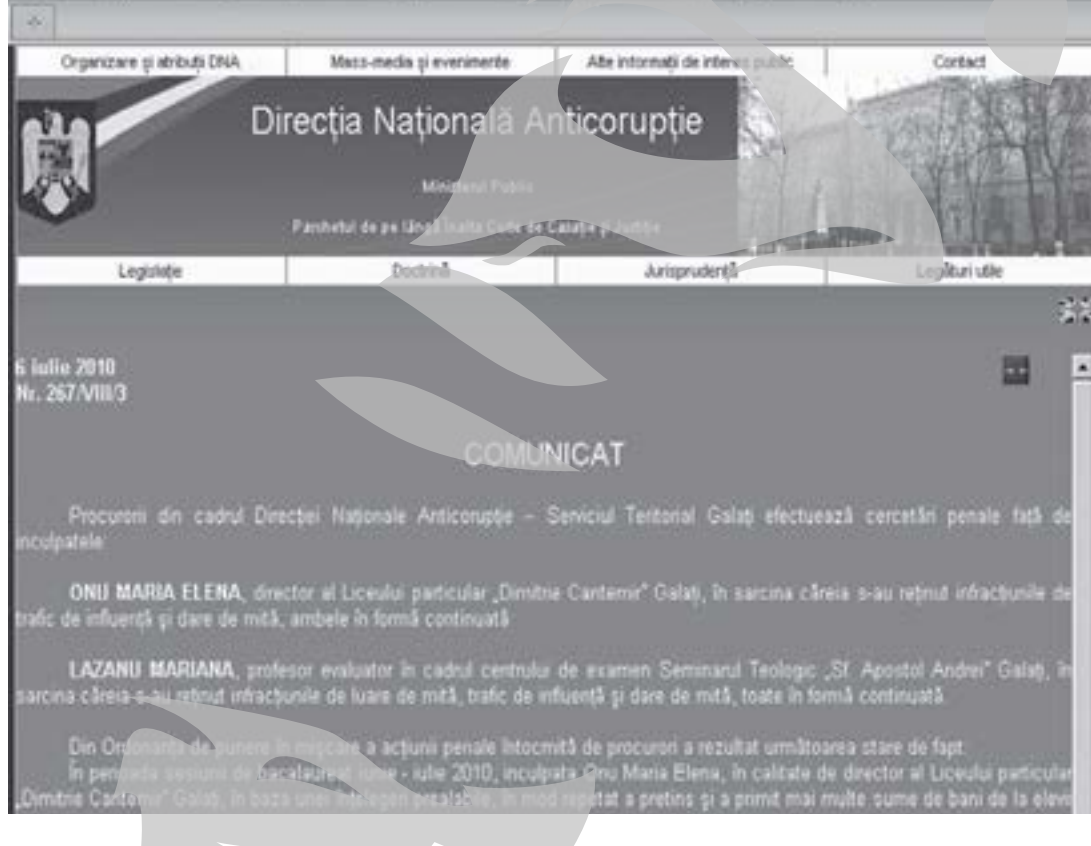 Organizare și atribuții DNA
Mass-media și evenimente
Alte informații de interes public
Contact
Direcția Națională Anticorupție
Ministerul Public
Parchetul de pe lângă Înalta Curte de Casație și Justiție
Legislație
Doctrină
Jurisprudență
Legături utile
6 iulie 2010
Nr. 267/VIII/3
COMUNICAT
Procurorii din cadrul Direcției Naționale Anticorupție – Serviciul Teritorial Galați efectuează cercetări penale față de
inculpatele
ONU MARIA ELENA, director al Liceului particular „Dimitrie Cantemir" Galați, în sarcina căreia s-au reținut infracțiunile de
trafic de influență și dare de mită, ambele în formă continuată
LAZANU MARIANA, profesor evaluator în cadrul centrului de examen Seminarul Teologic „Sf. Apostol Andrei" Galați, în
sarcina căreia s-au reținut infracțiunile de luare de mită, trafic de influență și dare de mită, toate în formă continuată.
Din Ordonanța de punere în mișcare a acțiunii penale întocmită de procurori a rezultat următoarea stare de fapt:
În perioada sesiunii de bacalaureat iunie - iulie 2010, inculpata Onu Maria Elena, în calitate de director al Liceului particular
„Dimitrie Cantemir" Galați, în baza unei înțelegeri prealabile, în mod repetat a pretins și a primit mai multe sume de bani de la elevi